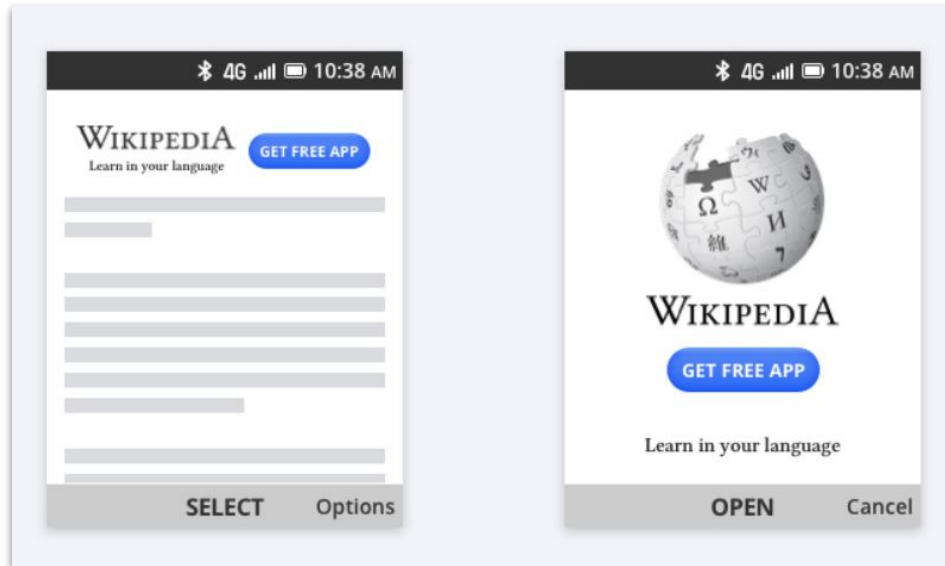 4G 10:38 AM
WIKIPEDIA
Learn in your language
GET FREE APP
SELECT Options
4G 10:38 AM
Ω W И 維 7
WIKIPEDIA
GET FREE APP
Learn in your language
OPEN Cancel